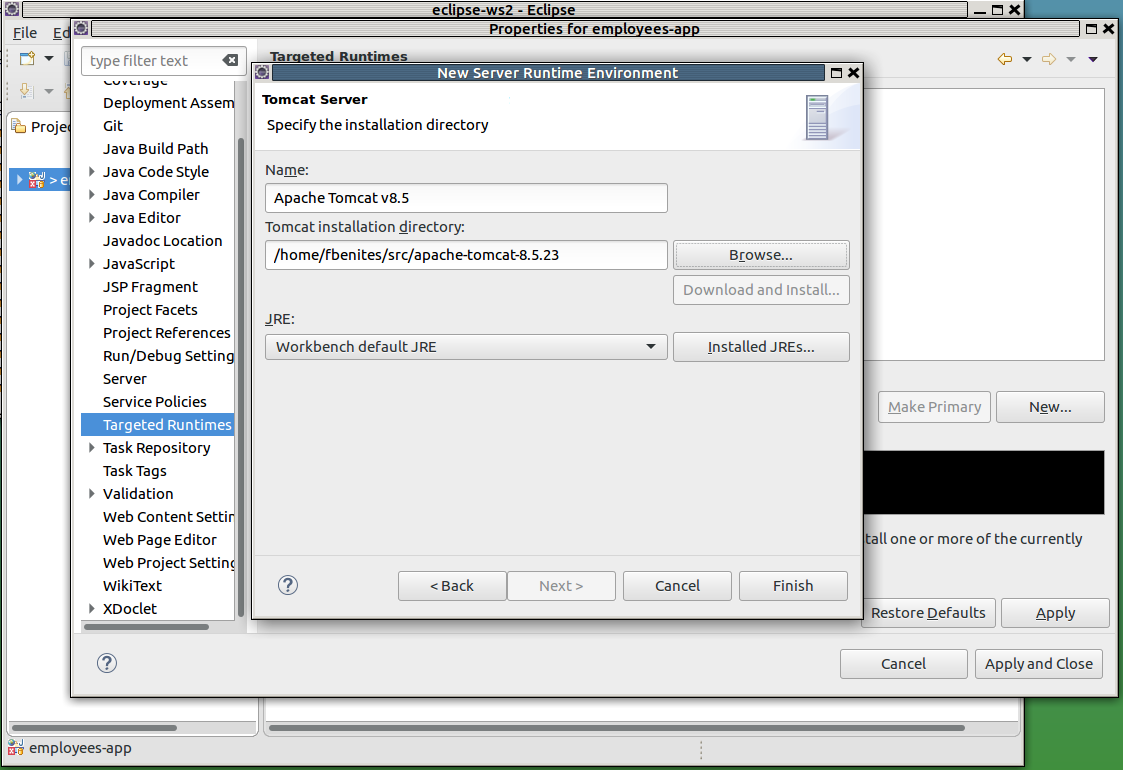 eclipse-ws2 - Eclipse
File
Ed
Properties for employees-app
type filter text
Targeted Runtimes
Coverage
Deployment Assem
Git
Java Build Path
Java Code Style
Java Compiler
Java Editor
Javadoc Location
JavaScript
JSP Fragment
Project Facets
Project References
Run/Debug Setting
Server
Service Policies
Targeted Runtimes
Task Repository
Task Tags
Validation
Web Content Settin
Web Page Editor
Web Project Setting
WikiText
XDoclet
Projec
> e
New Server Runtime Environment
Tomcat Server
Specify the installation directory
Name:
Apache Tomcat v8.5
Tomcat installation directory:
/home/fbenites/src/apache-tomcat-8.5.23
Browse...
Download and Install...
JRE:
Workbench default JRE
Installed JREs...
< Back
Next >
Cancel
Finish
Make Primary
New...
tall one or more of the currently
Restore Defaults
Apply
Cancel
Apply and Close
employees-app